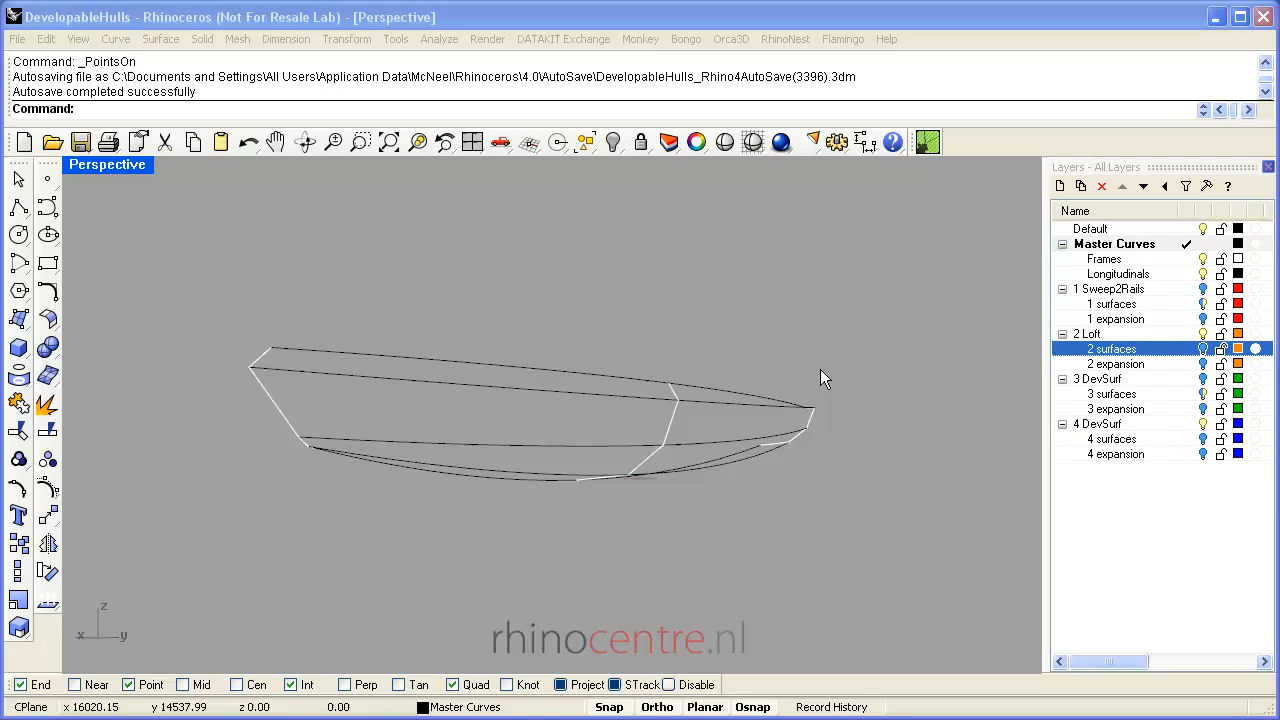 DevelopableHulls - Rhinoceros (Not For Resale Lab) - [Perspective]
File Edit View Curve Surface Solid Mesh Dimension Transform Tools Analyze Render DATAKIT Exchange Monkey Bongo Orca3D RhinoNest Flamingo Help
Command: _PointsOn
Autosaving file as C:\Documents and Settings\All Users\Application Data\McNeel\Rhinoceros\4.0\AutoSave\DevelopableHulls_Rhino4AutoSave(3396).3dm
Autosave completed successfully
Command:
Perspective
Layers - All Layers
Name
Default
Master Curves
Frames
Longitudinals
1 Sweep2Rails
1 surfaces
1 expansion
2 Loft
2 surfaces
2 expansion
3 DevSurf
3 surfaces
3 expansion
4 DevSurf
4 surfaces
4 expansion
z
x y
rhinocentre.nl
End Near Point Mid Cen Int Perp Tan Quad Knot Project STrack Disable
CPlane x 16020.15 y 14537.99 z 0.00 0.00 Master Curves Snap Ortho Planar Osnap Record History